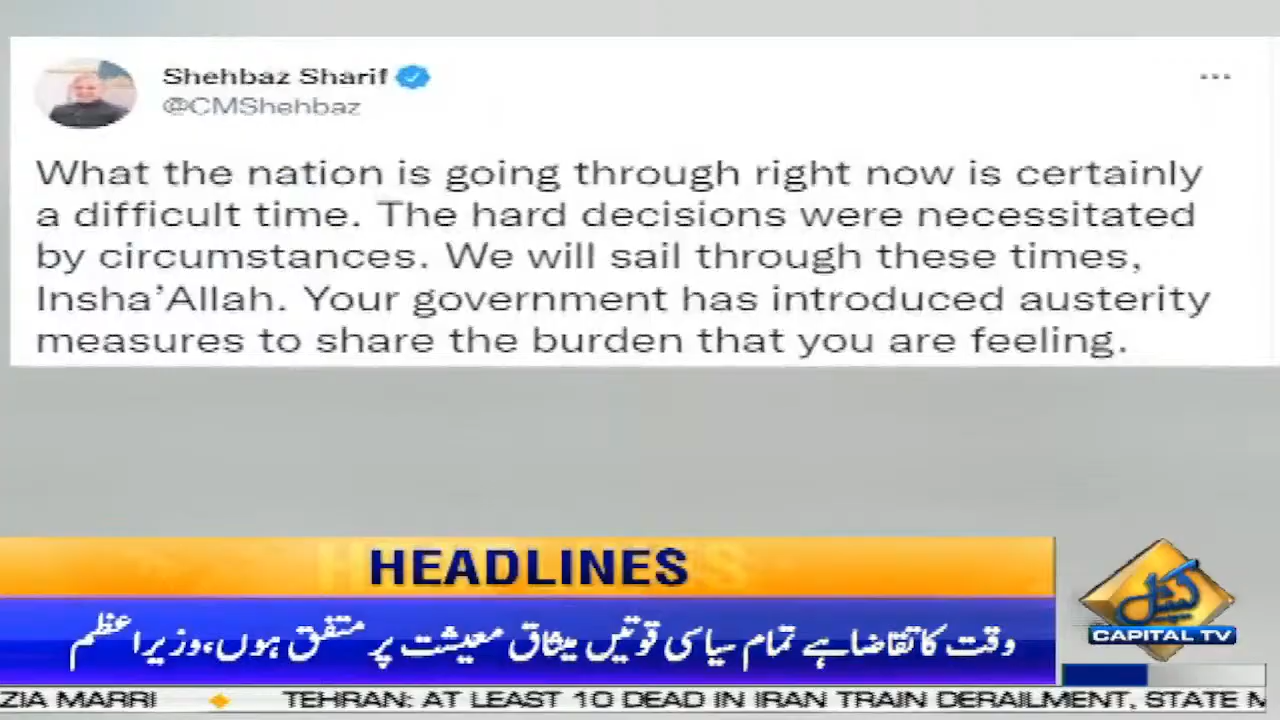 Shehbaz Sharif
@CMShehbaz
What the nation is going through right now is certainly
a difficult time. The hard decisions were necessitated
by circumstances. We will sail through these times,
Insha’Allah. Your government has introduced austerity
measures to share the burden that you are feeling.
HEADLINES
وقت کا تقاضا ہے تمام سیاسی قوتیں میثاق معیشت پر متفق ہوں،وزیراعظم
کیپیٹل
CAPITAL TV
ZIA MARRI TEHRAN: AT LEAST 10 DEAD IN IRAN TRAIN DERAILMENT, STATE M